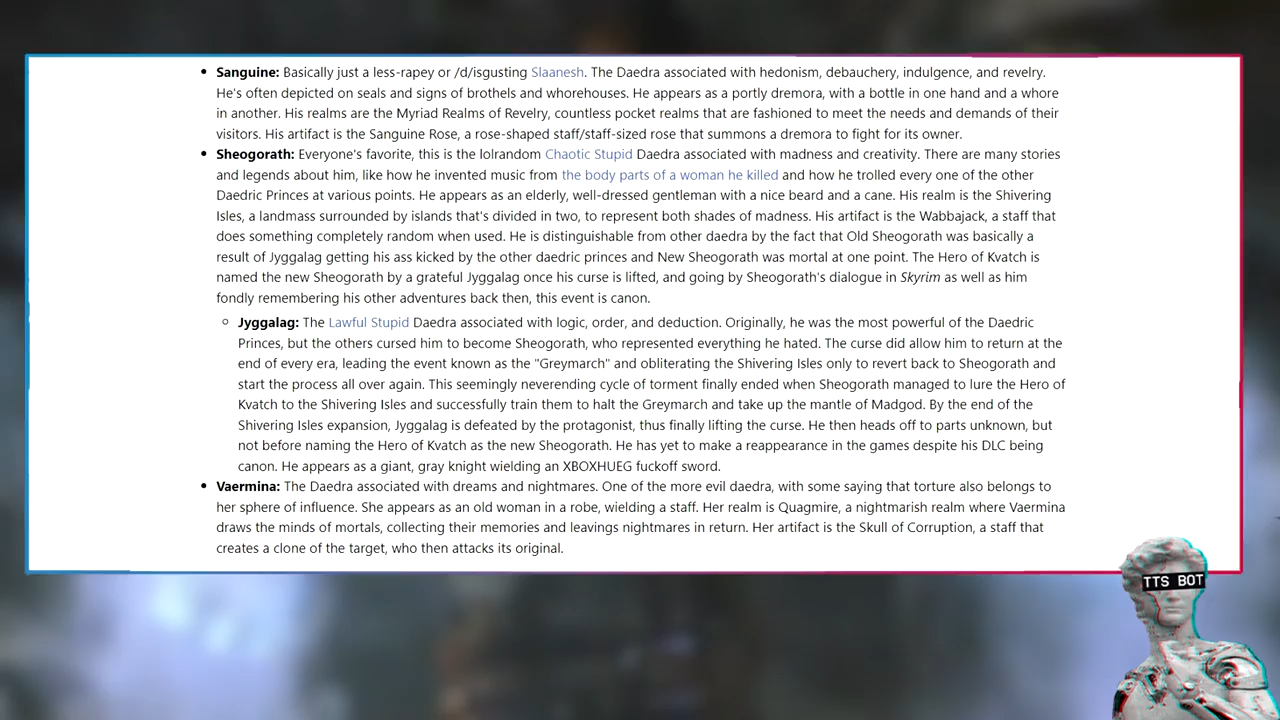 • Sanguine: Basically just a less-rapey or /d/isgusting Slaanesh. The Daedra associated with hedonism, debauchery, indulgence, and revelry.
He's often depicted on seals and signs of brothels and whorehouses. He appears as a portly dremora, with a bottle in one hand and a whore
in another. His realms are the Myriad Realms of Revelry, countless pocket realms that are fashioned to meet the needs and demands of their
visitors. His artifact is the Sanguine Rose, a rose-shaped staff/staff-sized rose that summons a dremora to fight for its owner.
• Sheogorath: Everyone's favorite, this is the lolrandom Chaotic Stupid Daedra associated with madness and creativity. There are many stories
and legends about him, like how he invented music from the body parts of a woman he killed and how he trolled every one of the other
Daedric Princes at various points. He appears as an elderly, well-dressed gentleman with a nice beard and a cane. His realm is the Shivering
Isles, a landmass surrounded by islands that's divided in two, to represent both shades of madness. His artifact is the Wabbajack, a staff that
does something completely random when used. He is distinguishable from other daedra by the fact that Old Sheogorath was basically a
result of Jyggalag getting his ass kicked by the other daedric princes and New Sheogorath was mortal at one point. The Hero of Kvatch is
named the new Sheogorath by a grateful Jyggalag once his curse is lifted, and going by Sheogorath's dialogue in Skyrim as well as him
fondly remembering his other adventures back then, this event is canon.
◦ Jyggalag: The Lawful Stupid Daedra associated with logic, order, and deduction. Originally, he was the most powerful of the Daedric
Princes, but the others cursed him to become Sheogorath, who represented everything he hated. The curse did allow him to return at the
end of every era, leading the event known as the "Greymarch" and obliterating the Shivering Isles only to revert back to Sheogorath and
start the process all over again. This seemingly neverending cycle of torment finally ended when Sheogorath managed to lure the Hero of
Kvatch to the Shivering Isles and successfully train them to halt the Greymarch and take up the mantle of Madgod. By the end of the
Shivering Isles expansion, Jyggalag is defeated by the protagonist, thus finally lifting the curse. He then heads off to parts unknown, but
not before naming the Hero of Kvatch as the new Sheogorath. He has yet to make a reappearance in the games despite his DLC being
canon. He appears as a giant, gray knight wielding an XBOXHUEG fuckoff sword.
• Vaermina: The Daedra associated with dreams and nightmares. One of the more evil daedra, with some saying that torture also belongs to
her sphere of influence. She appears as an old woman in a robe, wielding a staff. Her realm is Quagmire, a nightmarish realm where Vaermina
draws the minds of mortals, collecting their memories and leavings nightmares in return. Her artifact is the Skull of Corruption, a staff that
creates a clone of the target, who then attacks its original.
TTS BOT